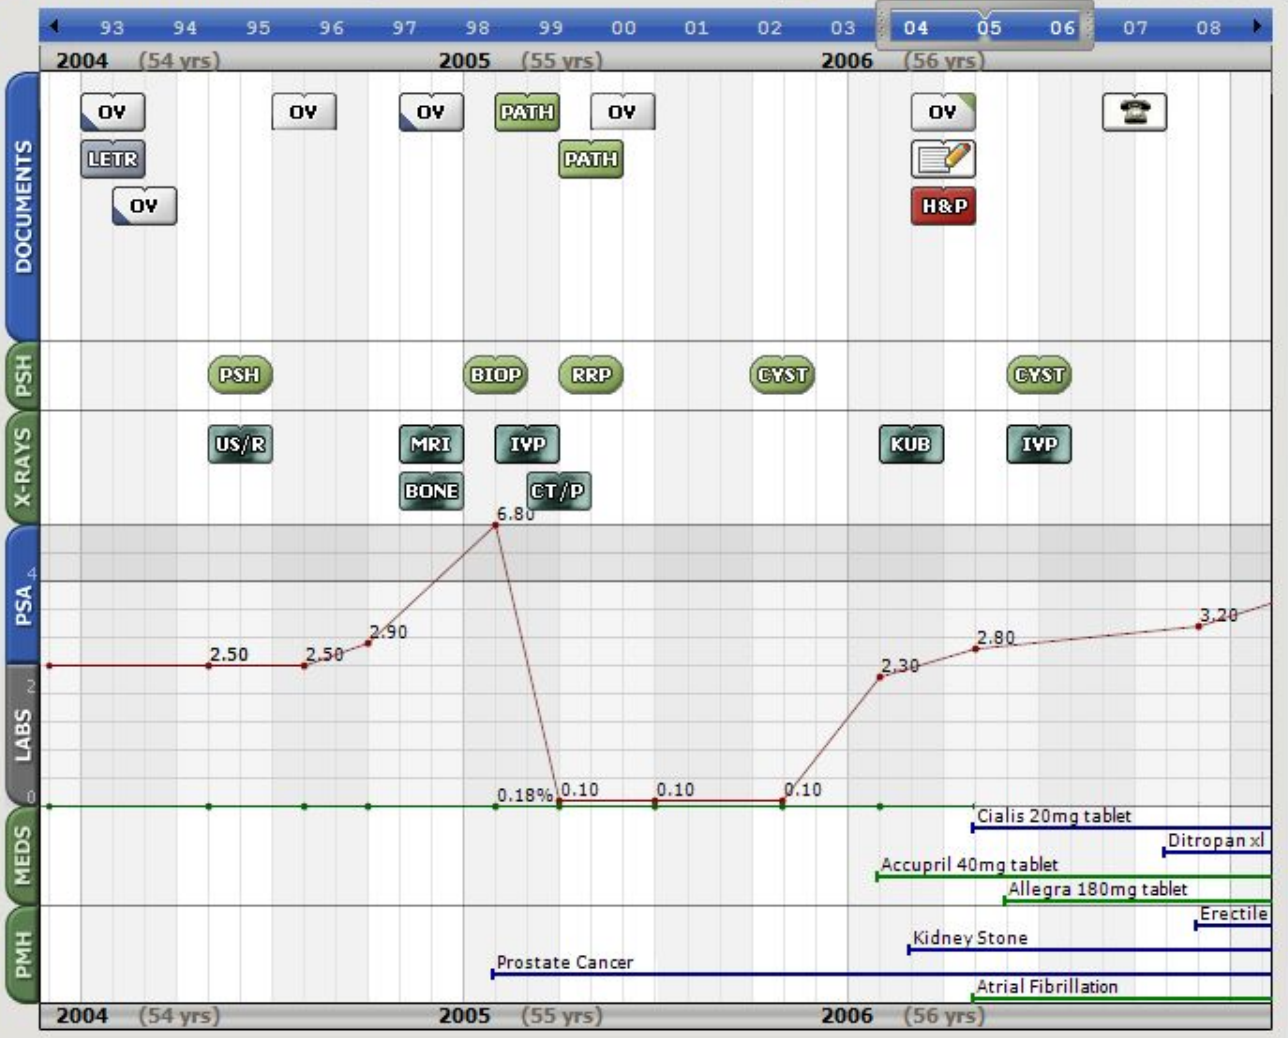 93 94 95 96 97 98 99 00 01 02 03 04 05 06 07 08
2004 (54 yrs) 2005 (55 yrs) 2006 (56 yrs)
DOCUMENTS
OV OV OV PATH OV OV
LETR PATH
OV H&P
PSH
PSH BIOP RRP CYST CYST
X-RAYS
US/R MRI IVP KUB IVP
BONE CT/P
PSA
6.80
4
2.90
2.50 2.50
3.20
2.80
2.30
2
LABS
0.18% 0.10 0.10 0.10
0
MEDS
Cialis 20mg tablet
Ditropan xl
Accupril 40mg tablet
Allegra 180mg tablet
PMH
Erectile
Kidney Stone
Prostate Cancer
Atrial Fibrillation
2004 (54 yrs) 2005 (55 yrs) 2006 (56 yrs)